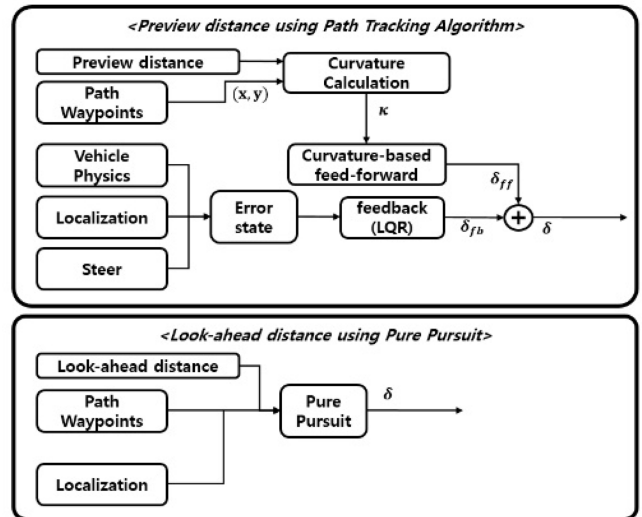 <Preview distance using Path Tracking Algorithm>
Preview distance
Path
Waypoints
(x, y)
Curvature
Calculation
κ
Vehicle
Physics
Curvature-based
feed-forward
δ_ff
Localization
Error
state
feedback
(LQR)
δ_fb
+
δ
Steer
<Look-ahead distance using Pure Pursuit>
Look-ahead distance
Path
Waypoints
Pure
Pursuit
δ
Localization